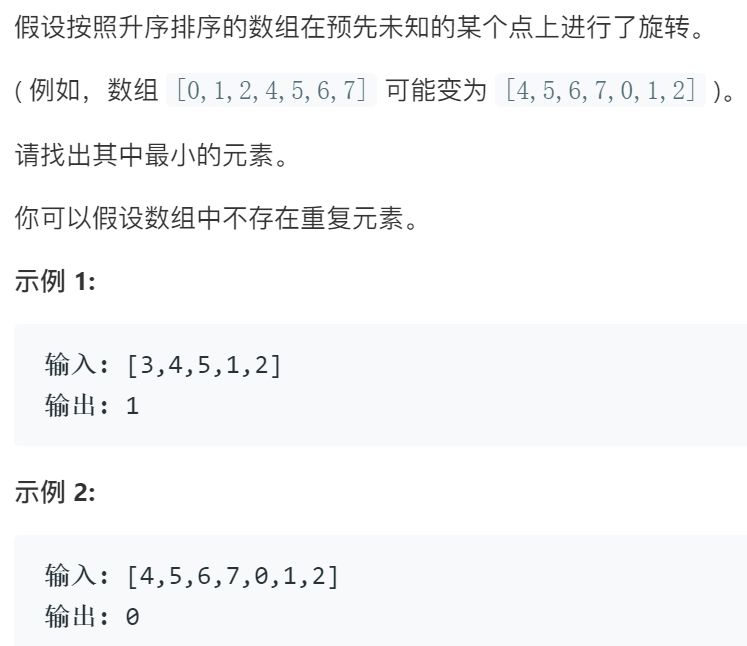 假设按照升序排序的数组在预先未知的某个点上进行了旋转。
( 例如，数组 [0,1,2,4,5,6,7] 可能变为 [4,5,6,7,0,1,2] )。
请找出其中最小的元素。
你可以假设数组中不存在重复元素。
示例 1:
输入: [3,4,5,1,2]
输出: 1
示例 2:
输入: [4,5,6,7,0,1,2]
输出: 0